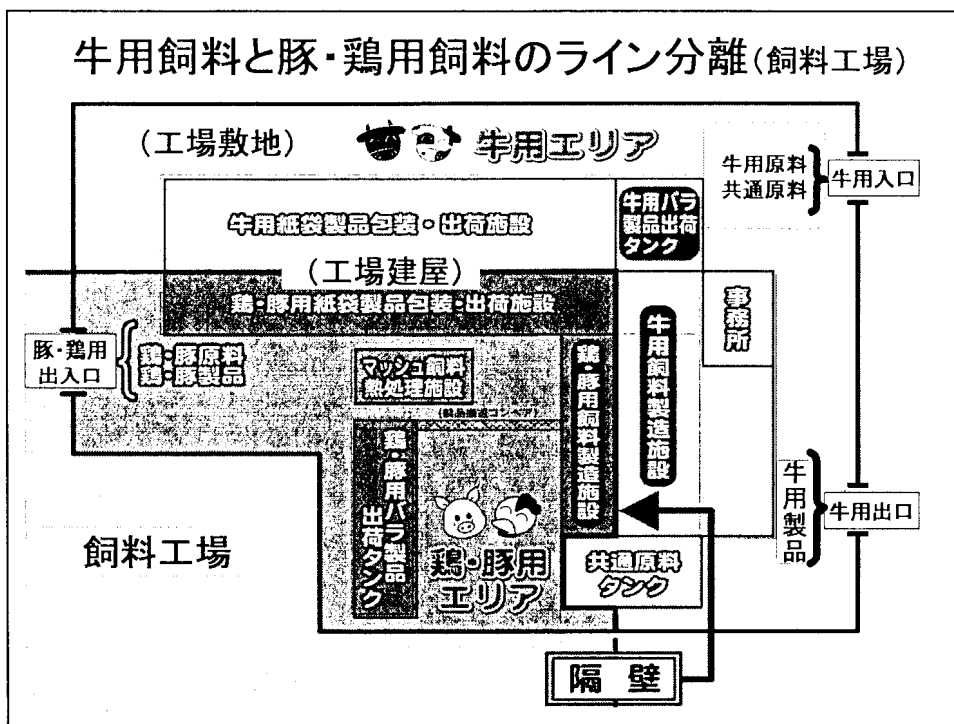 牛用飼料と豚・鶏用飼料のライン分離(飼料工場)
(工場敷地)
牛用エリア
牛用原料
共通原料
牛用入口
牛用紙袋製品包装・出荷施設
牛用バラ
製品出荷
タンク
(工場建屋)
鶏・豚用紙袋製品包装・出荷施設
事務所
豚・鶏用
出入口
鶏・豚原料
鶏・豚製品
マッシュ飼料
熱処理施設
(製品搬送コンベア)
鶏・豚用飼料製造施設
牛用飼料製造施設
鶏・豚用バラ製品
出荷タンク
鶏・豚用
エリア
牛用製品
牛用出口
飼料工場
共通原料
タンク
隔壁